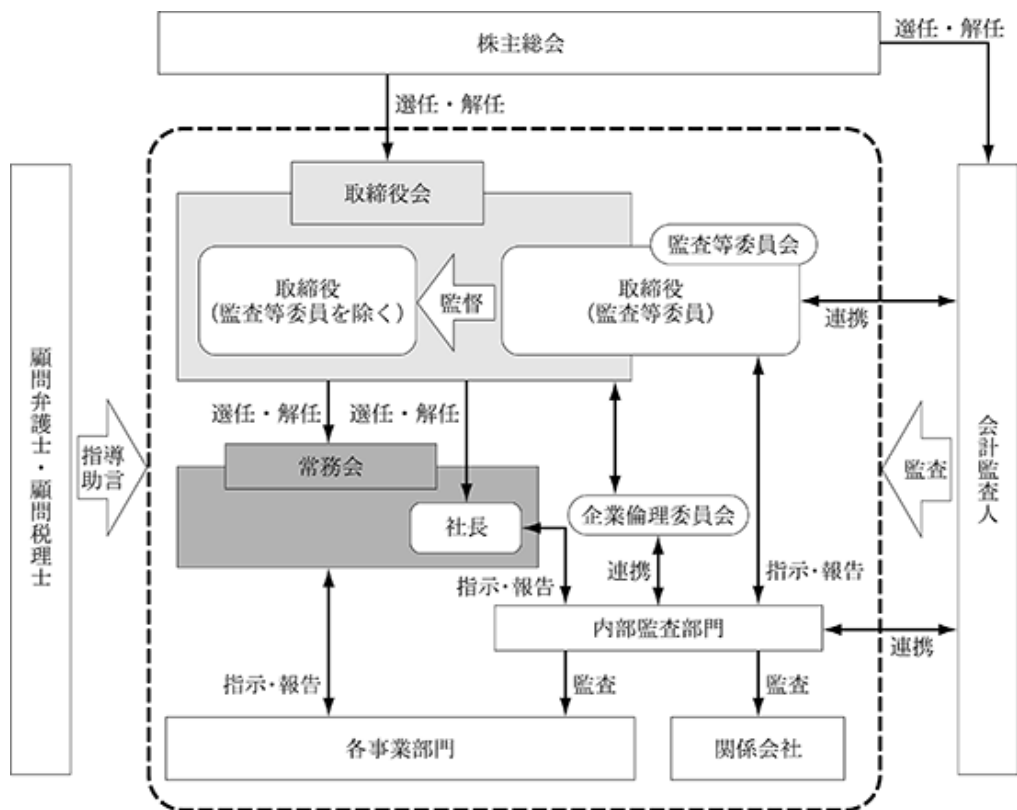 株主総会
選任・解任
選任・解任
取締役会
監査等委員会
取締役
(監査等委員を除く)
監督
取締役
(監査等委員)
連携
顧問弁護士・顧問税理士
指導
助言
選任・解任
選任・解任
常務会
社長
企業倫理委員会
監査
会計監査人
指示・報告
連携
指示・報告
内部監査部門
連携
指示・報告
監査
監査
各事業部門
関係会社